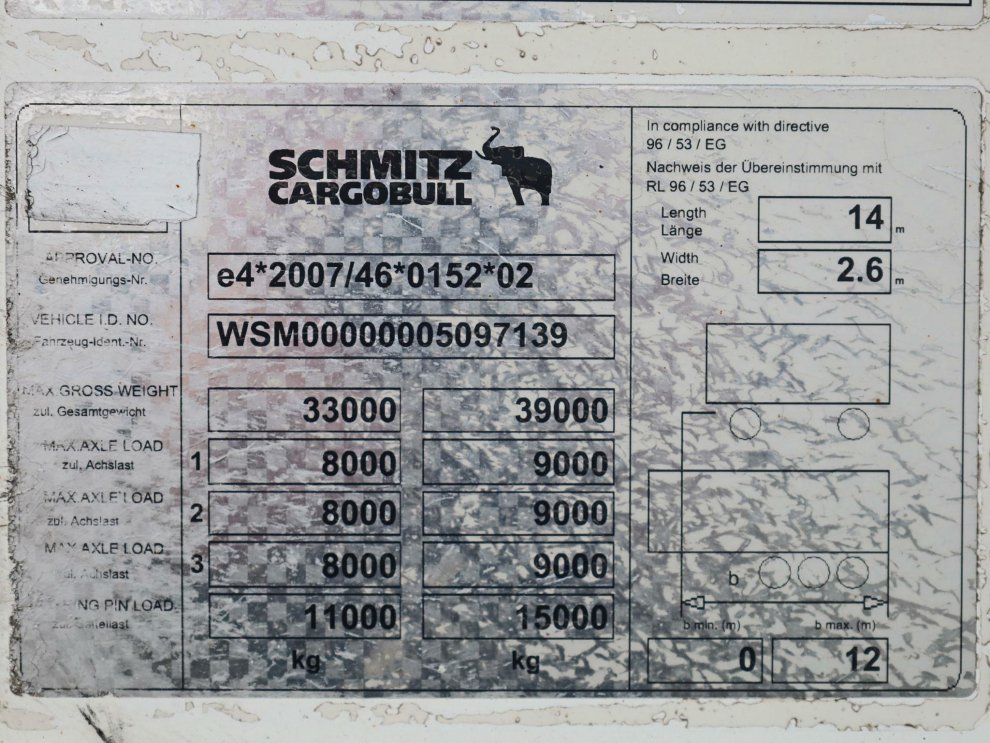 SCHMITZ
CARGOBULL
APPROVAL-NO.
Genehmigungs-Nr.
e4*2007/46*0152*02
VEHICLE I.D. NO.
Fahrzeug-Ident.-Nr.
WSM00000005097139
MAX.GROSS WEIGHT
zul. Gesamtgewicht
33000 39000
MAX.AXLE LOAD
zul. Achslast
1 8000 9000
MAX.AXLE LOAD
zul. Achslast
2 8000 9000
MAX AXLE LOAD
zul. Achslast
3 8000 9000
PIN LOAD
11000 15000
kg kg
In compliance with directive
96 / 53 / EG
Nachweis der Übereinstimmung mit
RL 96 / 53 / EG
Length
Länge
14 m
Width
Breite
2.6 m
b
b min. (m) b max. (m)
0 12